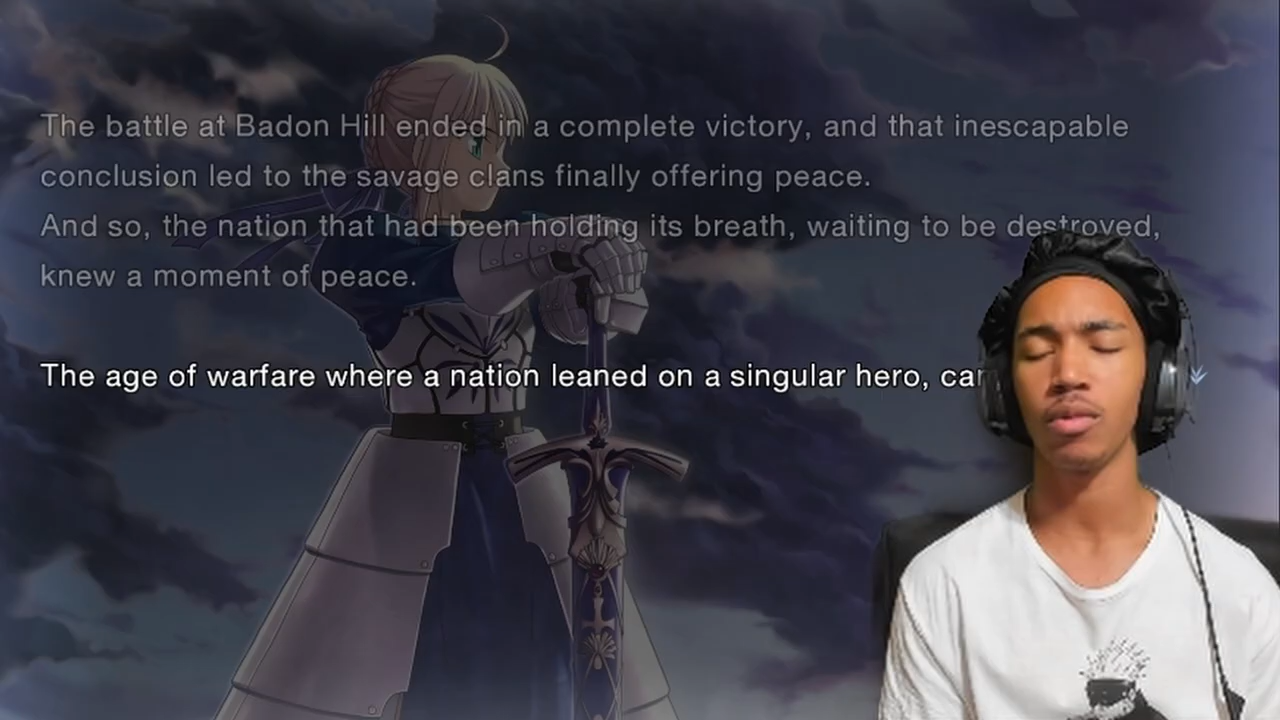 The battle at Badon Hill ended in a complete victory, and that inescapable
conclusion led to the savage clans finally offering peace.
And so, the nation that had been holding its breath, waiting to be destroyed,
knew a moment of peace.
The age of warfare where a nation leaned on a singular hero,